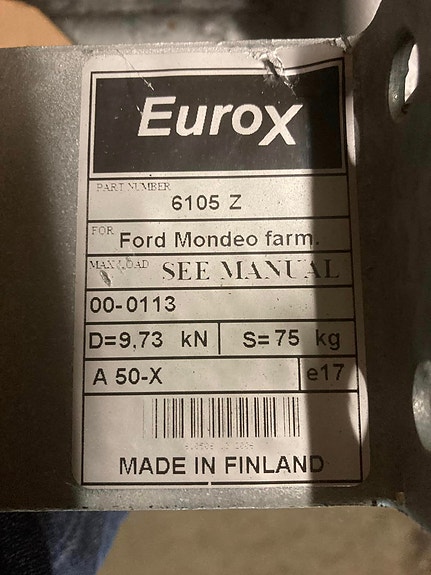 EuroX
PART NUMBER
6105 Z
FOR Ford Mondeo farm.
MAX LOAD SEE MANUAL
00-0113
D=9,73 kN S=75 kg
A 50-X e17
MADE IN FINLAND